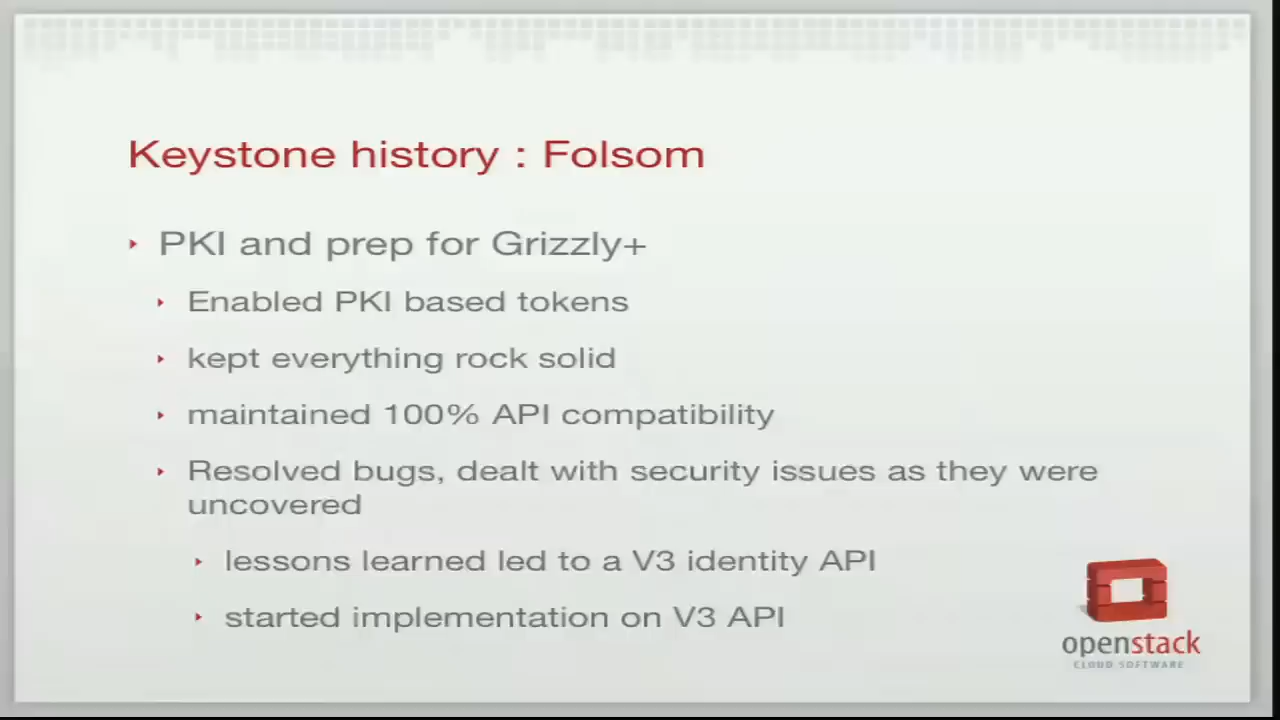 Keystone history : Folsom
PKI and prep for Grizzly+
Enabled PKI based tokens
kept everything rock solid
maintained 100% API compatibility
Resolved bugs, dealt with security issues as they were
uncovered
lessons learned led to a V3 identity API
started implementation on V3 API
openstack
CLOUD SOFTWARE